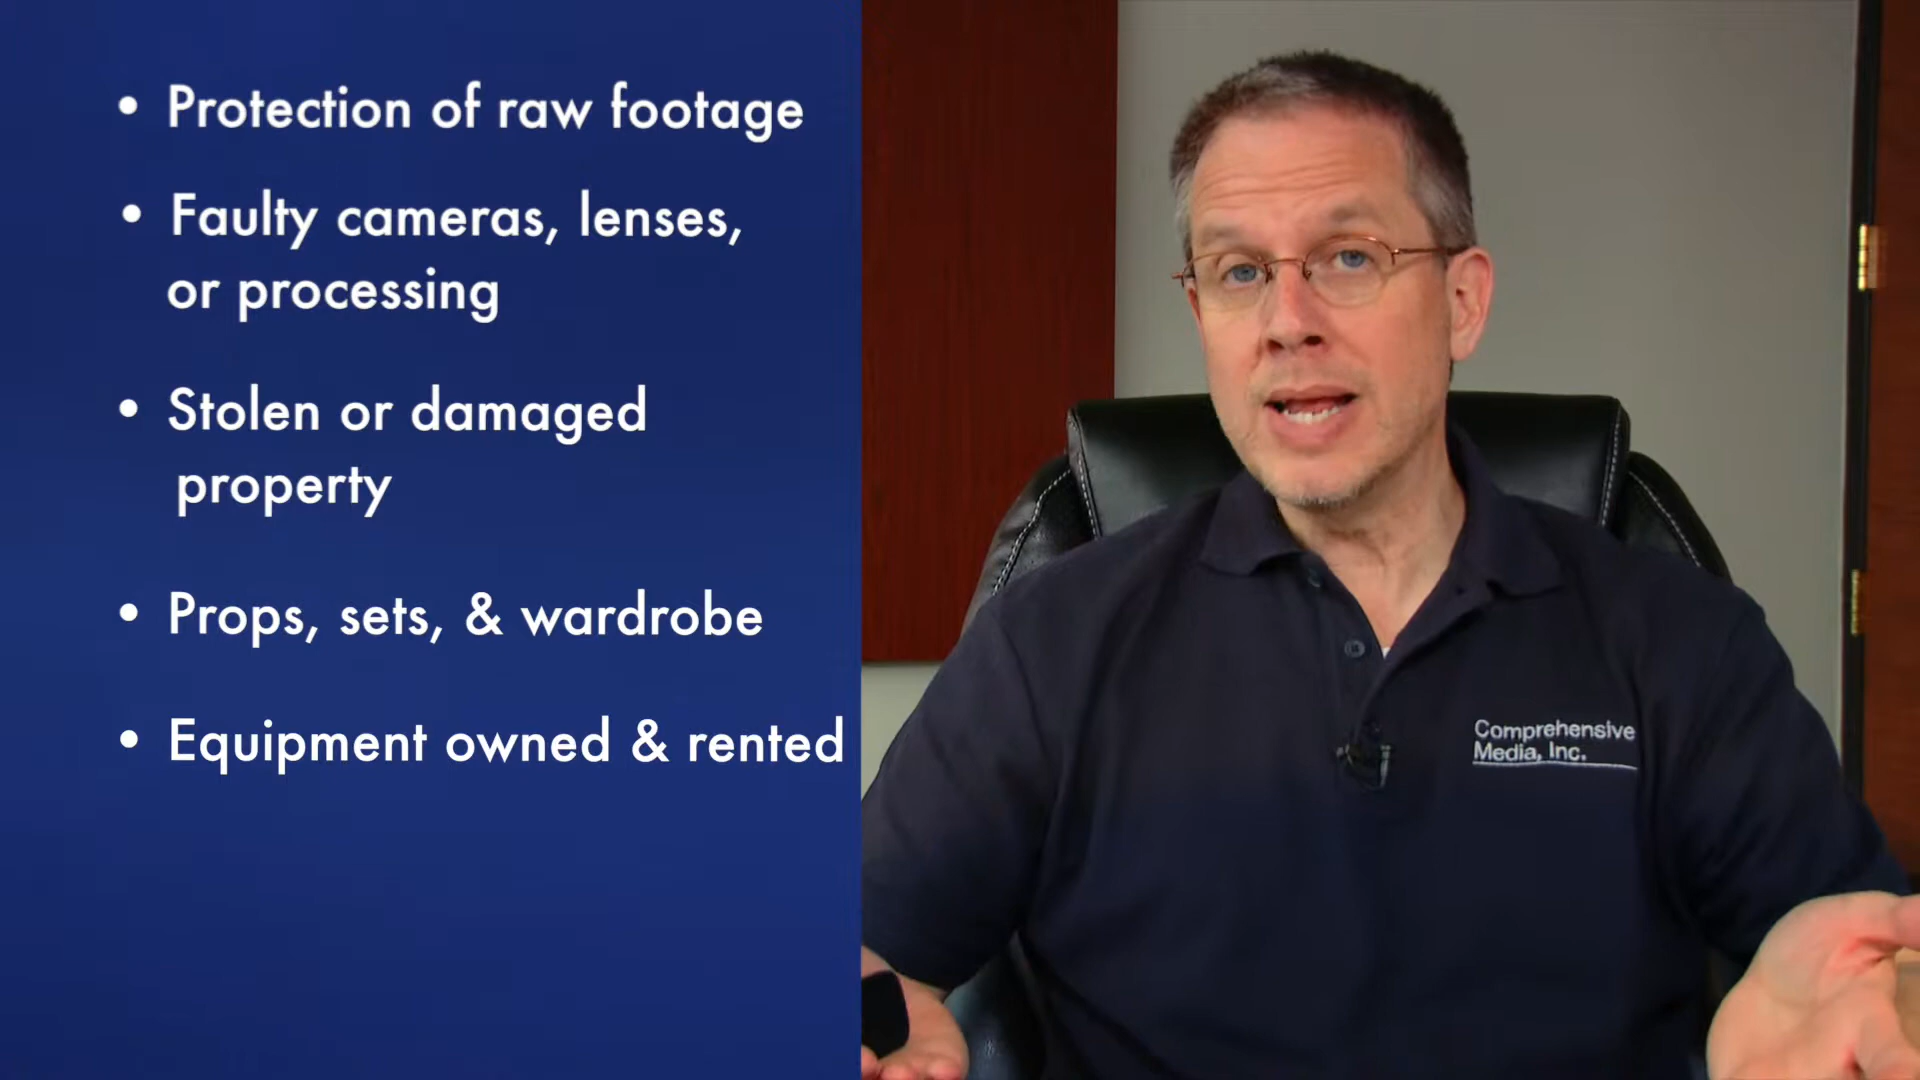 • Protection of raw footage
• Faulty cameras, lenses,
or processing
• Stolen or damaged
property
• Props, sets, & wardrobe
• Equipment owned & rented
Comprehensive
Media, Inc.